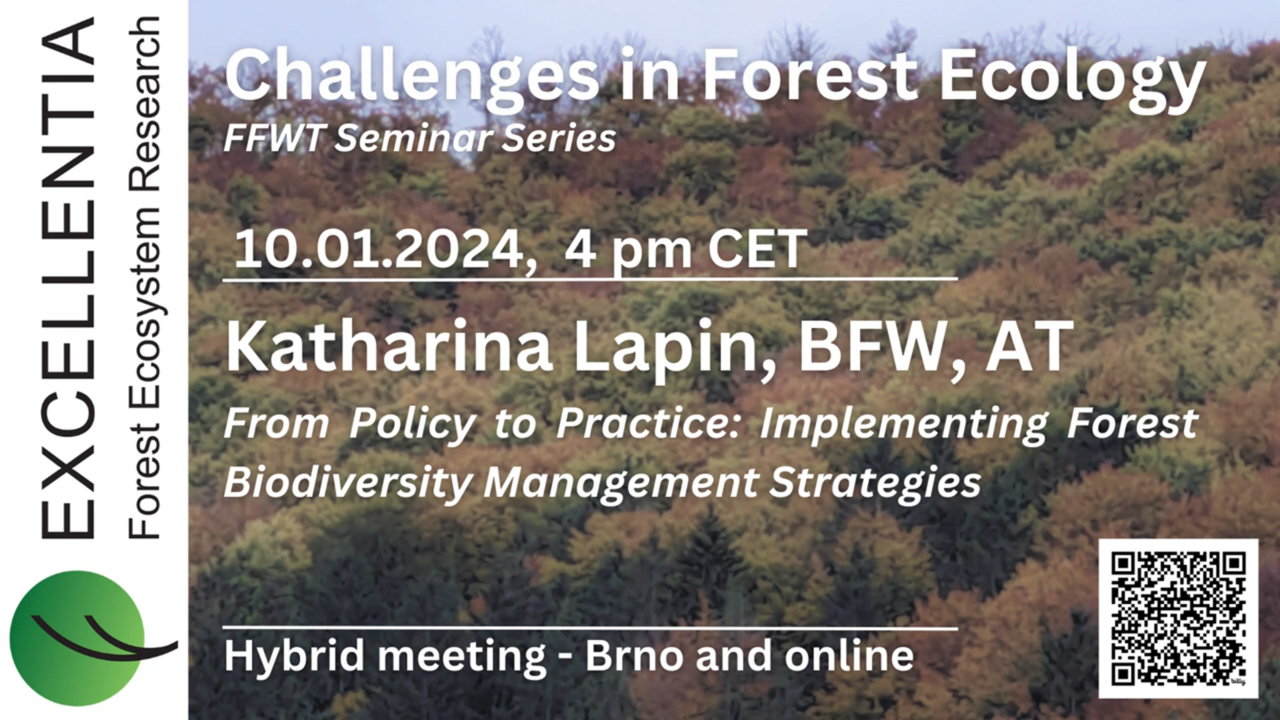 EXCELLENTIA
Forest Ecosystem Research
Challenges in Forest Ecology
FFWT Seminar Series
10.01.2024, 4 pm CET
Katharina Lapin, BFW, AT
From Policy to Practice: Implementing Forest
Biodiversity Management Strategies
Hybrid meeting - Brno and online
bitly